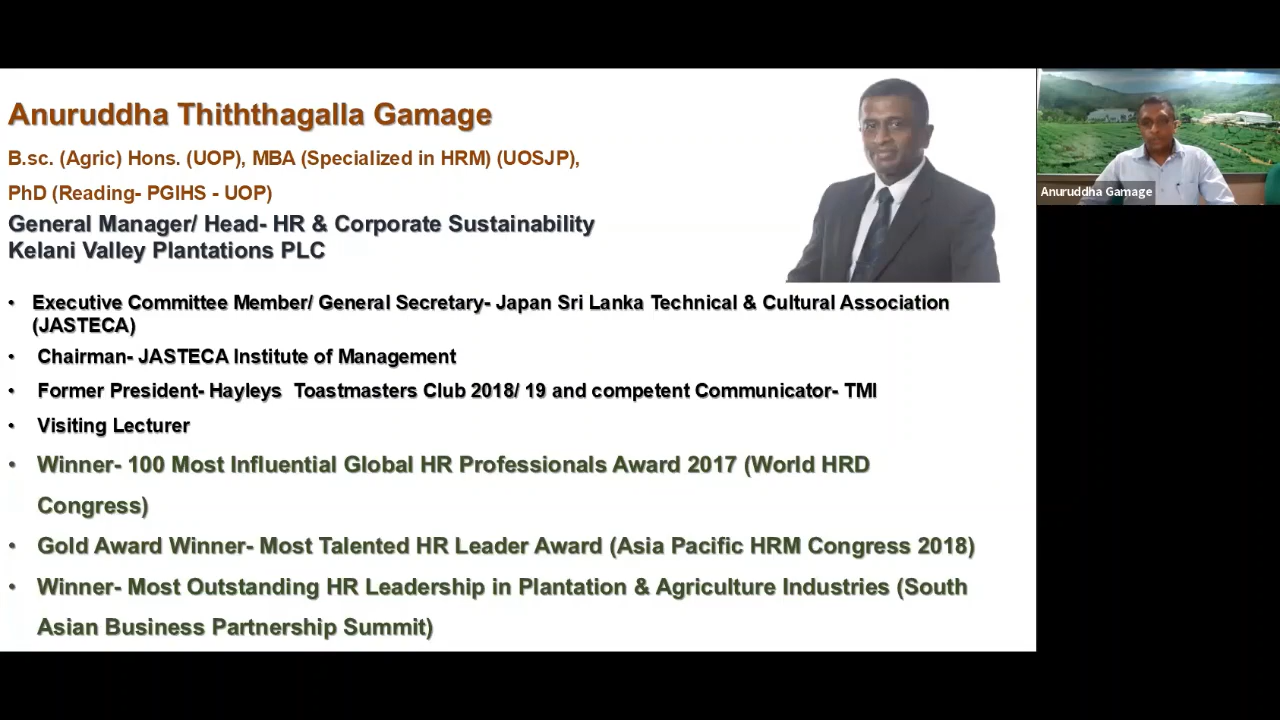 Anuruddha Thiththagalla Gamage
B.sc. (Agric) Hons. (UOP), MBA (Specialized in HRM) (UOSJP),
PhD (Reading- PGIHS - UOP)
General Manager/ Head- HR & Corporate Sustainability
Kelani Valley Plantations PLC
• Executive Committee Member/ General Secretary- Japan Sri Lanka Technical & Cultural Association
(JASTECA)
• Chairman- JASTECA Institute of Management
• Former President- Hayleys Toastmasters Club 2018/ 19 and competent Communicator- TMI
• Visiting Lecturer
• Winner- 100 Most Influential Global HR Professionals Award 2017 (World HRD
Congress)
• Gold Award Winner- Most Talented HR Leader Award (Asia Pacific HRM Congress 2018)
• Winner- Most Outstanding HR Leadership in Plantation & Agriculture Industries (South
Asian Business Partnership Summit)
Anuruddha Gamage